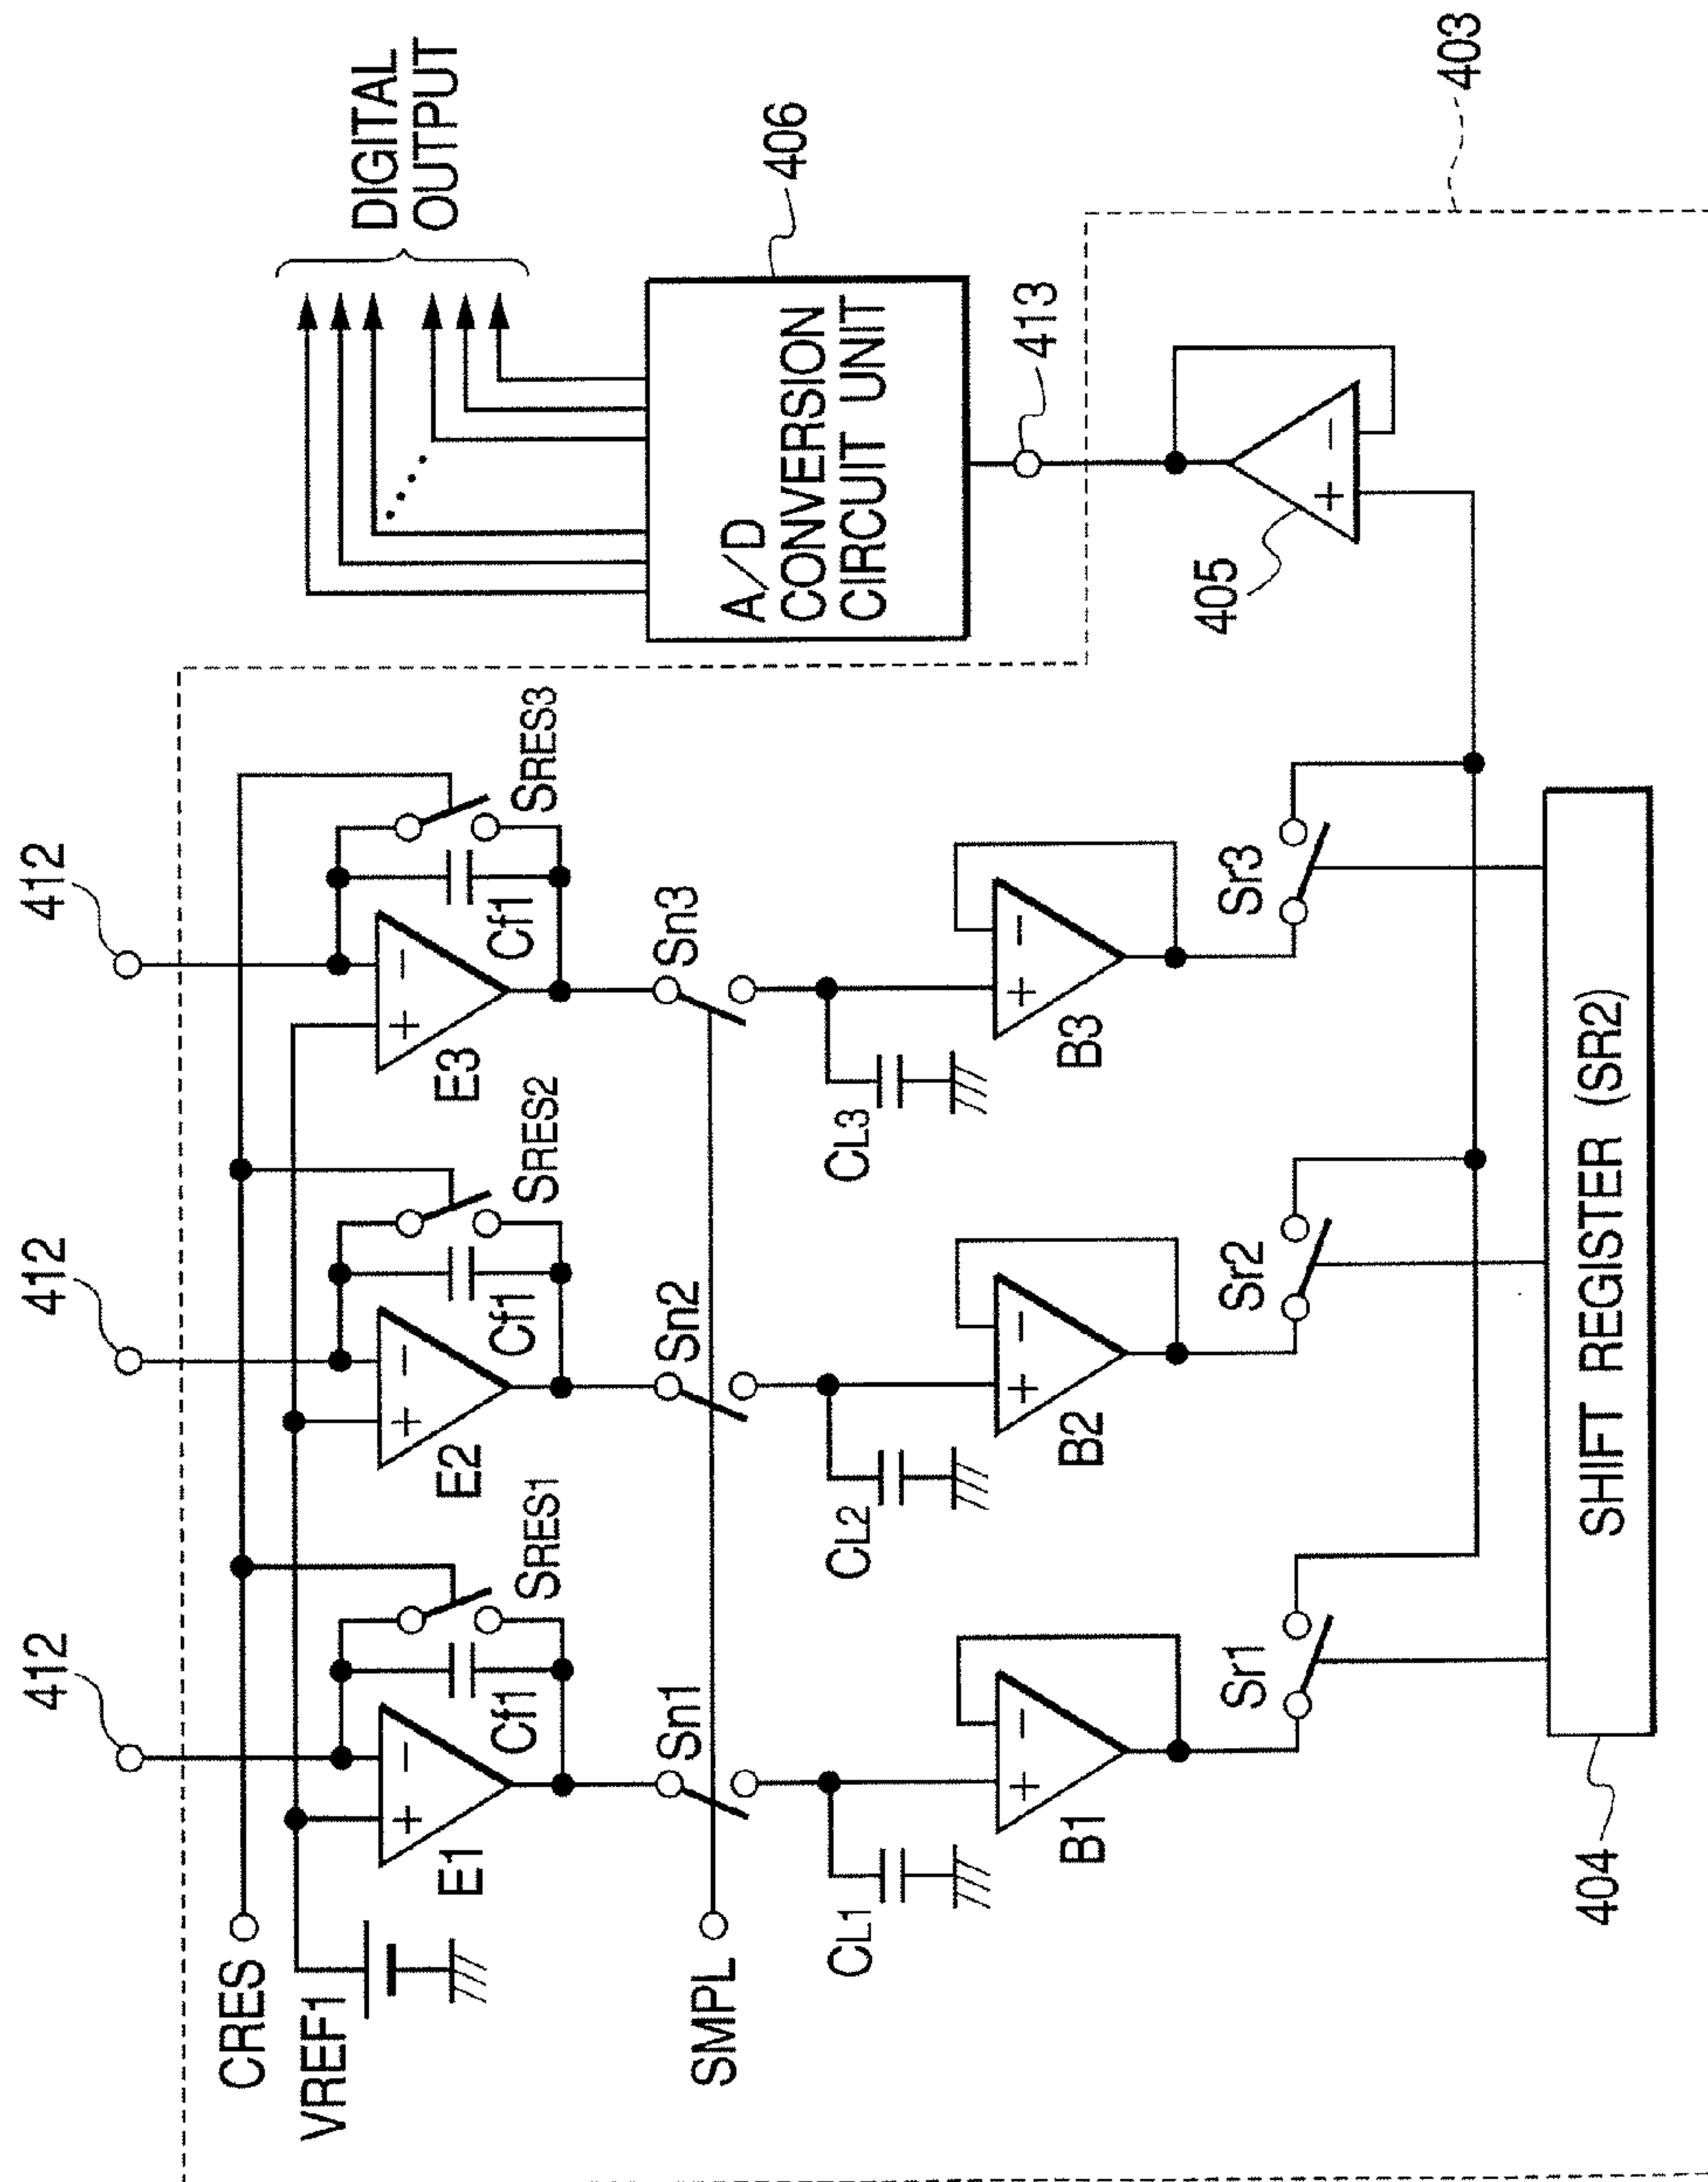 412
412
412
CRES
VREF1
SRES1
SRES2
SRES3
+
−
+
−
+
−
E1
E2
E3
Cf1
Cf1
Cf1
SMPL
Sn1
Sn2
Sn3
CL1
CL2
CL3
+
−
+
−
+
−
B1
B2
B3
Sr1
Sr2
Sr3
404
SHIFT REGISTER (SR2)
DIGITAL
OUTPUT
406
A/D
CONVERSION
CIRCUIT UNIT
413
405
+
−
403